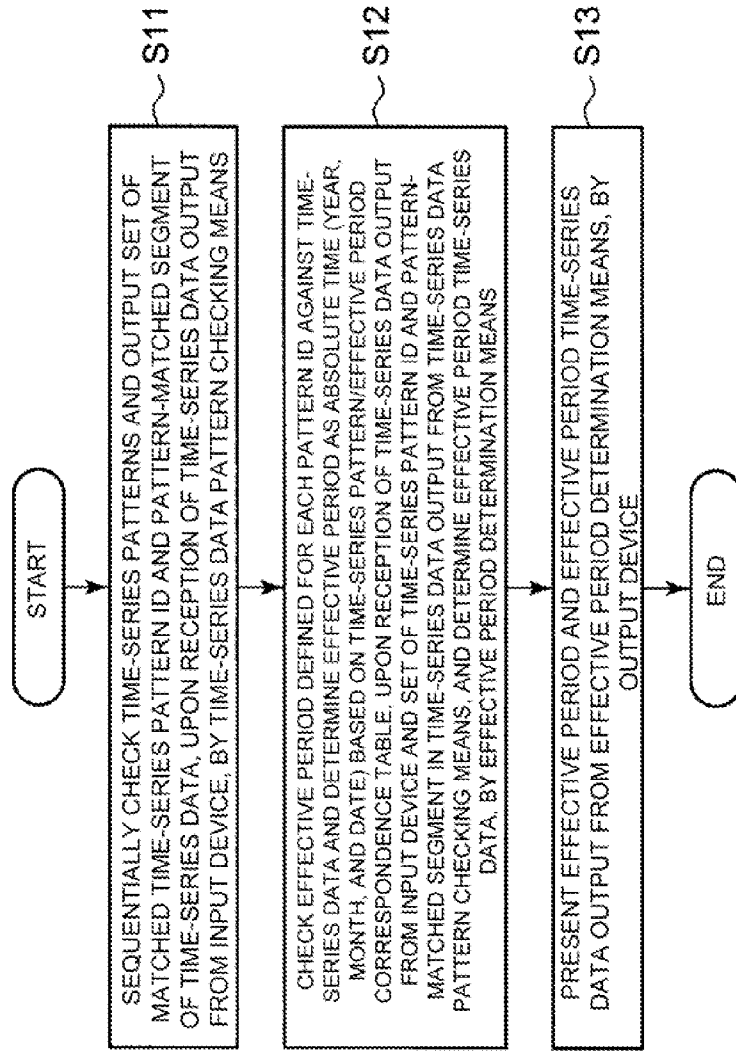 START
SEQUENTIALLY CHECK TIME-SERIES PATTERNS AND OUTPUT SET OF
MATCHED TIME-SERIES PATTERN ID AND PATTERN-MATCHED SEGMENT
OF TIME-SERIES DATA, UPON RECEPTION OF TIME-SERIES DATA OUTPUT
FROM INPUT DEVICE, BY TIME-SERIES DATA PATTERN CHECKING MEANS
S11
CHECK EFFECTIVE PERIOD DEFINED FOR EACH PATTERN ID AGAINST TIME-
SERIES DATA AND DETERMINE EFFECTIVE PERIOD AS ABSOLUTE TIME (YEAR,
MONTH, AND DATE) BASED ON TIME-SERIES PATTERN/EFFECTIVE PERIOD
CORRESPONDENCE TABLE, UPON RECEPTION OF TIME-SERIES DATA OUTPUT
FROM INPUT DEVICE AND SET OF TIME-SERIES PATTERN ID AND PATTERN-
MATCHED SEGMENT IN TIME-SERIES DATA OUTPUT FROM TIME-SERIES DATA
PATTERN CHECKING MEANS, AND DETERMINE EFFECTIVE PERIOD TIME-SERIES
DATA, BY EFFECTIVE PERIOD DETERMINATION MEANS
S12
PRESENT EFFECTIVE PERIOD AND EFFECTIVE PERIOD TIME-SERIES
DATA OUTPUT FROM EFFECTIVE PERIOD DETERMINATION MEANS, BY
OUTPUT DEVICE
S13
END